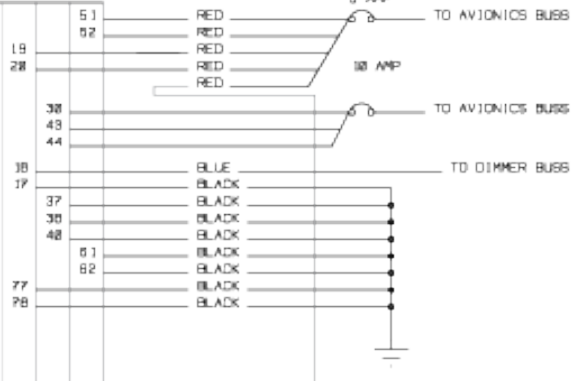 51 RED TO AVIONICS BUSS
52 RED
19 RED
20 RED 10 AMP
RED
30 TO AVIONICS BUSS
43
44
18 BLUE TO DIMMER BUSS
17 BLACK
37 BLACK
38 BLACK
40 BLACK
61 BLACK
62 BLACK
77 BLACK
78 BLACK